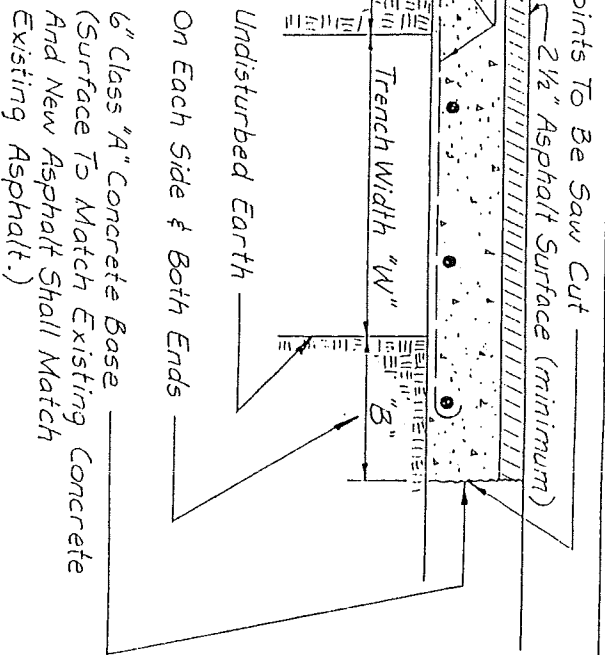 oints To Be Saw Cut
2½" Asphalt Surface (minimum)
Trench Width "W"
"B"
Undisturbed Earth
On Each Side & Both Ends
6" Class "A" Concrete Base
(Surface To Match Existing Concrete
And New Asphalt Shall Match
Existing Asphalt.)